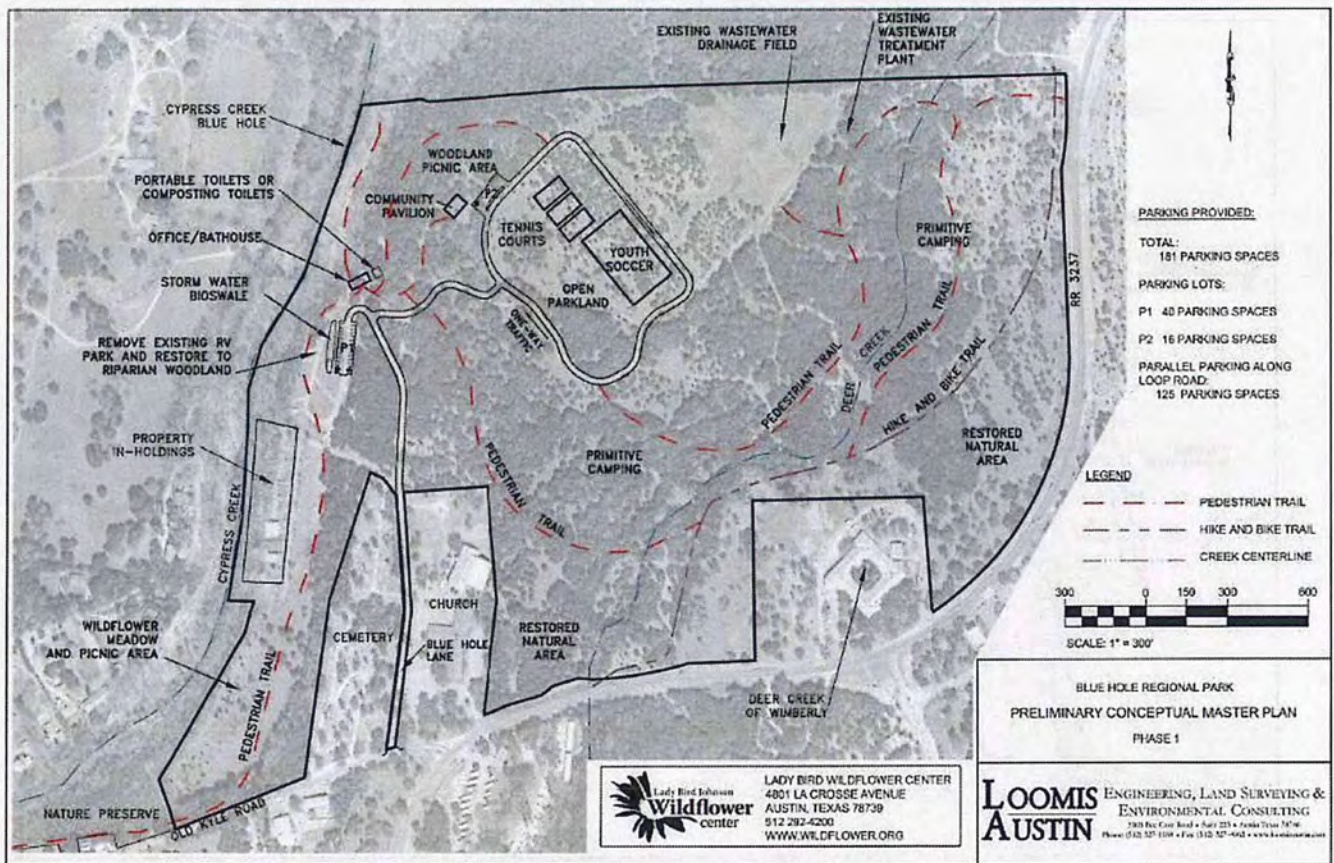 EXISTING WASTEWATER
DRAINAGE FIELD
EXISTING
WASTEWATER
TREATMENT
PLANT
CYPRESS CREEK
BLUE HOLE
PORTABLE TOILETS OR
COMPOSTING TOILETS
OFFICE/BATHOUSE
STORM WATER
BIOSWALE
REMOVE EXISTING RV
PARK AND RESTORE TO
RIPARIAN WOODLAND
PROPERTY
IN-HOLDINGS
CYPRESS CREEK
WILDFLOWER
MEADOW
AND PICNIC AREA
PEDESTRIAN TRAIL
NATURE PRESERVE
OLD KYLE ROAD
WOODLAND
PICNIC AREA
COMMUNITY
PAVILION
P2
TENNIS
COURTS
YOUTH
SOCCER
OPEN
PARKLAND
ONE-WAY
TRAFFIC
P1
PRIMITIVE
CAMPING
PEDESTRIAN TRAIL
PEDESTRIAN TRAIL
DEER CREEK
PEDESTRIAN TRAIL
HIKE AND BIKE TRAIL
PRIMITIVE
CAMPING
RESTORED
NATURAL
AREA
RR 3237
CEMETERY
CHURCH
BLUE HOLE
LANE
RESTORED
NATURAL
AREA
DEER CREEK
OF WIMBERLY
PARKING PROVIDED:
TOTAL:
181 PARKING SPACES
PARKING LOTS:
P1 40 PARKING SPACES
P2 16 PARKING SPACES
PARALLEL PARKING ALONG
LOOP ROAD:
125 PARKING SPACES
LEGEND
PEDESTRIAN TRAIL
HIKE AND BIKE TRAIL
CREEK CENTERLINE
300 0 150 300 600
SCALE: 1" = 300'
BLUE HOLE REGIONAL PARK
PRELIMINARY CONCEPTUAL MASTER PLAN
PHASE 1
Lady Bird Johnson
Wildflower
center
LADY BIRD WILDFLOWER CENTER
4801 LA CROSSE AVENUE
AUSTIN, TEXAS 78739
512 292-4200
WWW.WILDFLOWER.ORG
LOOMIS
AUSTIN
ENGINEERING, LAND SURVEYING &
ENVIRONMENTAL CONSULTING